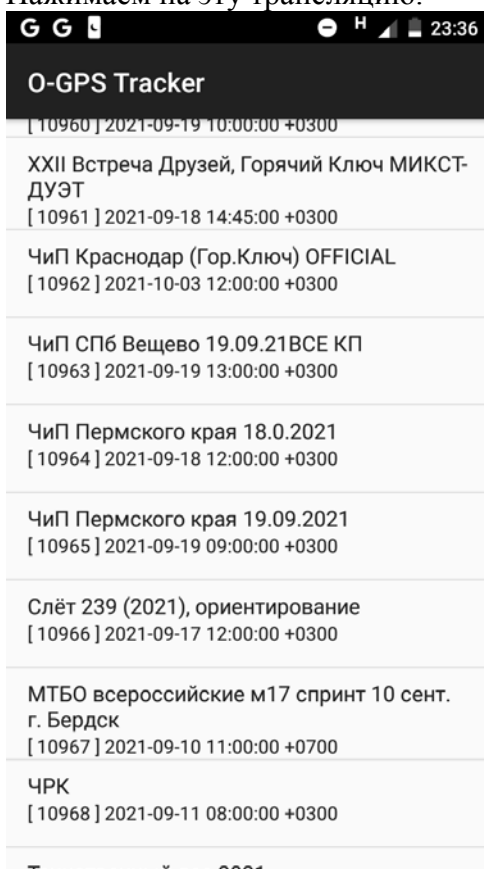 Нажимаем на эту трансляцию.
G G 23:36
H
O-GPS Tracker
[ 10960 ] 2021-09-19 10:00:00 +0300
XXII Встреча Друзей, Горячий Ключ МИКСТ-
ДУЭТ
[ 10961 ] 2021-09-18 14:45:00 +0300
ЧиП Краснодар (Гор.Ключ) OFFICIAL
[ 10962 ] 2021-10-03 12:00:00 +0300
ЧиП СПб Вещево 19.09.21ВСЕ КП
[ 10963 ] 2021-09-19 13:00:00 +0300
ЧиП Пермского края 18.0.2021
[ 10964 ] 2021-09-18 12:00:00 +0300
ЧиП Пермского края 19.09.2021
[ 10965 ] 2021-09-19 09:00:00 +0300
Слёт 239 (2021), ориентирование
[ 10966 ] 2021-09-17 12:00:00 +0300
МТБО всероссийские м17 спринт 10 сент.
г. Бердск
[ 10967 ] 2021-09-10 11:00:00 +0700
ЧРК
[ 10968 ] 2021-09-11 08:00:00 +0300